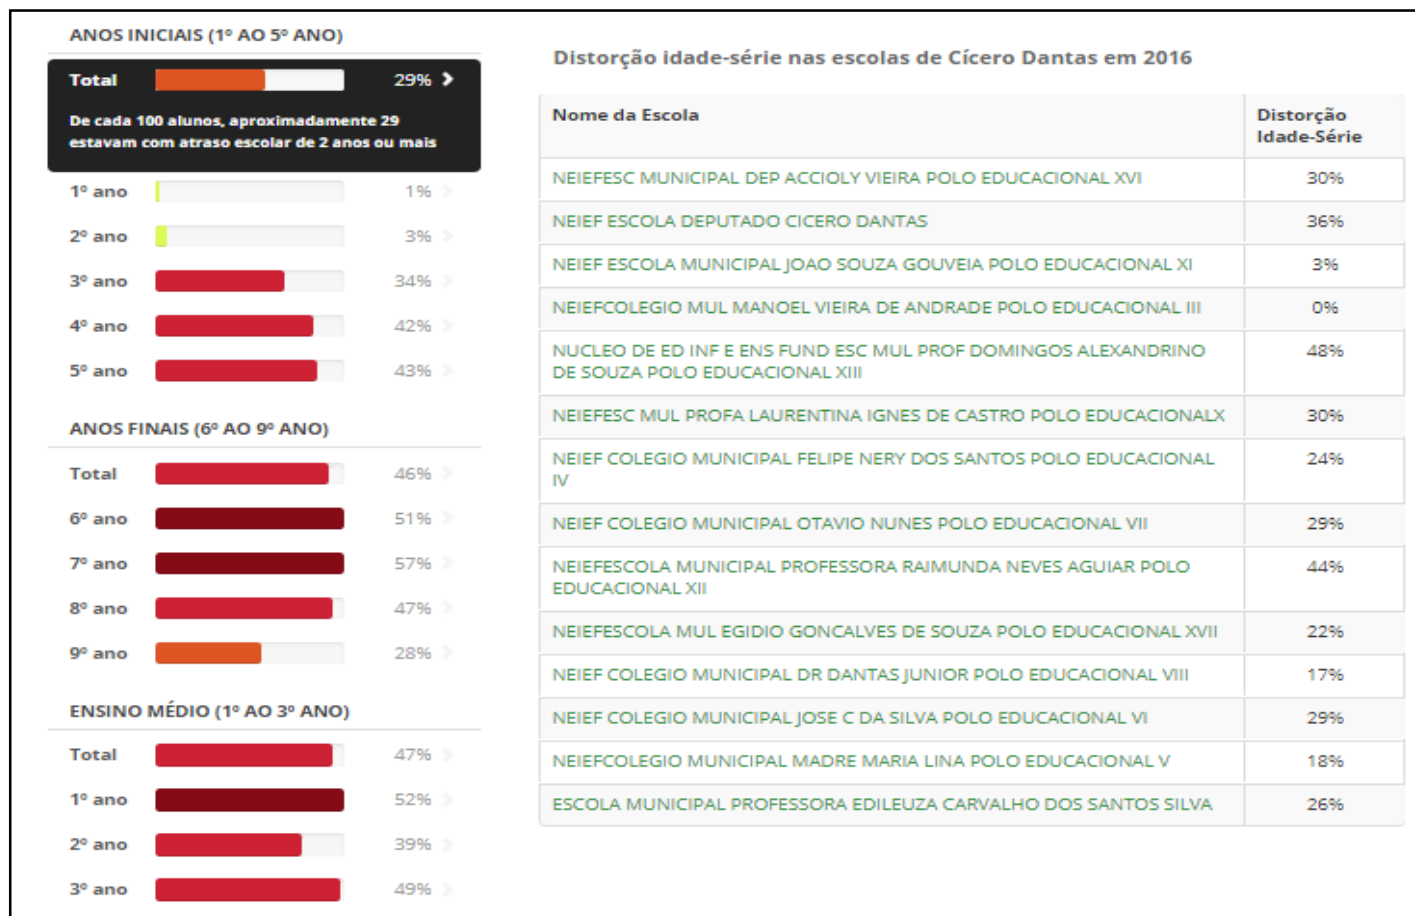 ANOS INICIAIS (1º AO 5º ANO)
Total 29%
De cada 100 alunos, aproximadamente 29
estavam com atraso escolar de 2 anos ou mais
1º ano 1%
2º ano 3%
3º ano 34%
4º ano 42%
5º ano 43%
ANOS FINAIS (6º AO 9º ANO)
Total 46%
6º ano 51%
7º ano 57%
8º ano 47%
9º ano 28%
ENSINO MÉDIO (1º AO 3º ANO)
Total 47%
1º ano 52%
2º ano 39%
3º ano 49%
Distorção idade-série nas escolas de Cícero Dantas em 2016
Nome da Escola Distorção
Idade-Série
NEIEFESC MUNICIPAL DEP ACCIOLY VIEIRA POLO EDUCACIONAL XVI 30%
NEIEF ESCOLA DEPUTADO CICERO DANTAS 36%
NEIEF ESCOLA MUNICIPAL JOAO SOUZA GOUVEIA POLO EDUCACIONAL XI 3%
NEIEFCOLEGIO MUL MANOEL VIEIRA DE ANDRADE POLO EDUCACIONAL III 0%
NUCLEO DE ED INF E ENS FUND ESC MUL PROF DOMINGOS ALEXANDRINO 48%
DE SOUZA POLO EDUCACIONAL XIII
NEIEFESC MUL PROFA LAURENTINA IGNES DE CASTRO POLO EDUCACIONALX 30%
NEIEF COLEGIO MUNICIPAL FELIPE NERY DOS SANTOS POLO EDUCACIONAL 24%
IV
NEIEF COLEGIO MUNICIPAL OTAVIO NUNES POLO EDUCACIONAL VII 29%
NEIEFESCOLA MUNICIPAL PROFESSORA RAIMUNDA NEVES AGUIAR POLO 44%
EDUCACIONAL XII
NEIEFESCOLA MUL EGIDIO GONCALVES DE SOUZA POLO EDUCACIONAL XVII 22%
NEIEF COLEGIO MUNICIPAL DR DANTAS JUNIOR POLO EDUCACIONAL VIII 17%
NEIEF COLEGIO MUNICIPAL JOSE C DA SILVA POLO EDUCACIONAL VI 29%
NEIEFCOLEGIO MUNICIPAL MADRE MARIA LINA POLO EDUCACIONAL V 18%
ESCOLA MUNICIPAL PROFESSORA EDILEUZA CARVALHO DOS SANTOS SILVA 26%